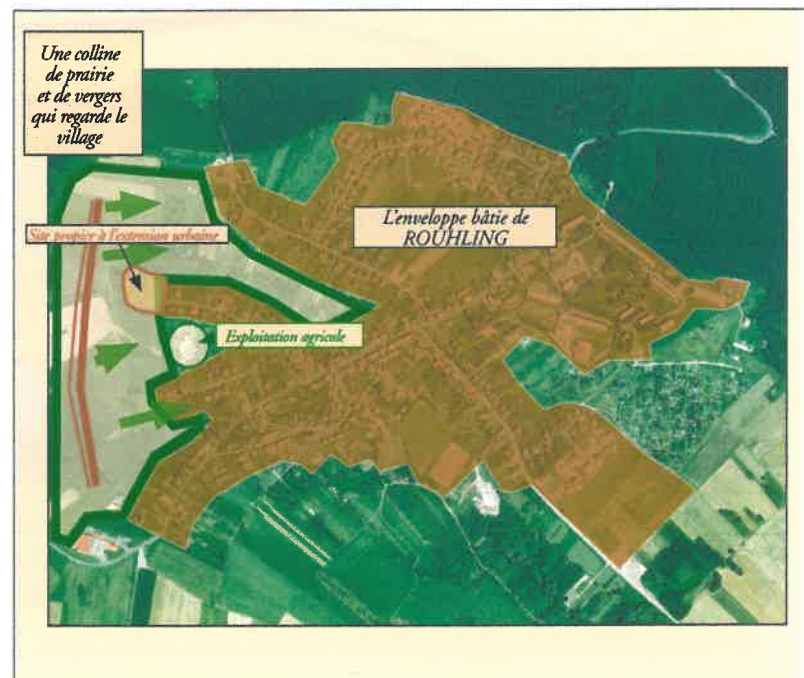 Une colline
de prairie
et de vergers
qui regarde le
village
L'enveloppe bâtie de
ROUHLING
Site propice à l'extension urbaine
Exploitation agricole